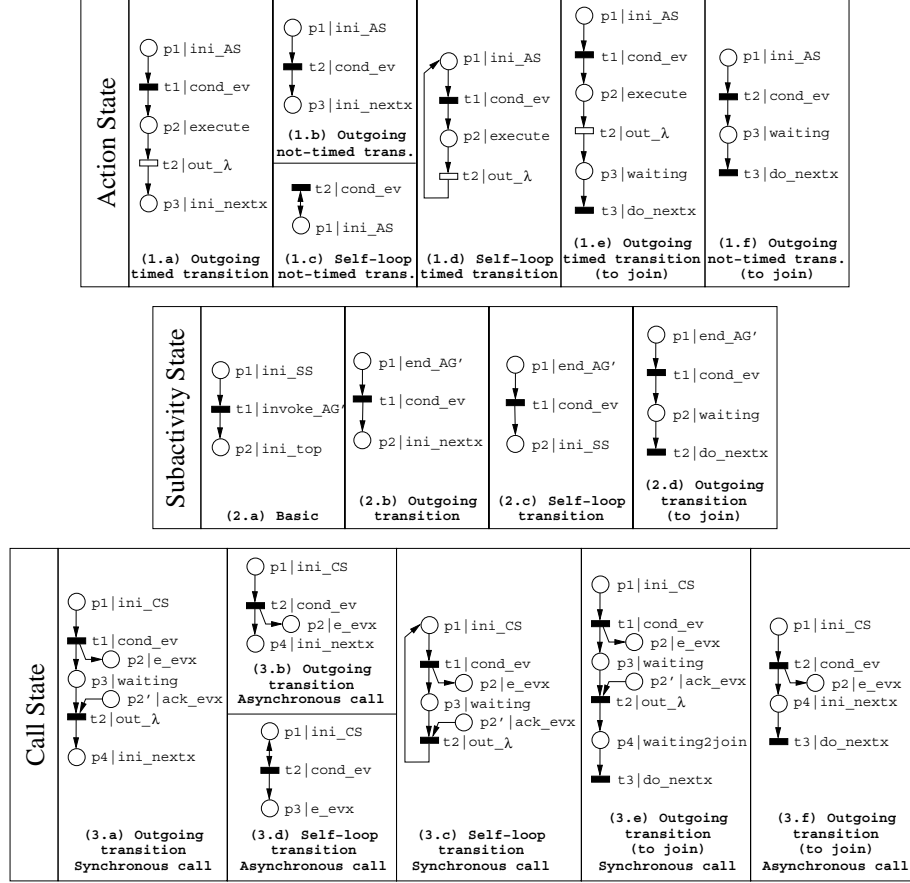 Action State
p1|ini_AS
t1|cond_ev
p2|execute
t2|out_λ
p3|ini_nextx
(1.a) Outgoing
timed transition
p1|ini_AS
t2|cond_ev
p3|ini_nextx
(1.b) Outgoing
not-timed trans.
t2|cond_ev
p1|ini_AS
(1.c) Self-loop
not-timed trans.
p1|ini_AS
t1|cond_ev
p2|execute
t2|out_λ
(1.d) Self-loop
timed transition
p1|ini_AS
t1|cond_ev
p2|execute
t2|out_λ
p3|waiting
t3|do_nextx
(1.e) Outgoing
timed transition
(to join)
p1|ini_AS
t2|cond_ev
p3|waiting
t3|do_nextx
(1.f) Outgoing
not-timed trans.
(to join)
Subactivity State
p1|ini_SS
t1|invoke_AG'
p2|ini_top
(2.a) Basic
p1|end_AG'
t1|cond_ev
p2|ini_nextx
(2.b) Outgoing
transition
p1|end_AG'
t1|cond_ev
p2|ini_SS
(2.c) Self-loop
transition
p1|end_AG'
t1|cond_ev
p2|waiting
t2|do_nextx
(2.d) Outgoing
transition
(to join)
Call State
p1|ini_CS
t1|cond_ev
p2|e_evx
p3|waiting
p2'|ack_evx
t2|out_λ
p4|ini_nextx
(3.a) Outgoing
transition
Synchronous call
p1|ini_CS
t2|cond_ev
p2|e_evx
p4|ini_nextx
(3.b) Outgoing
transition
Asynchronous call
p1|ini_CS
t2|cond_ev
p3|e_evx
(3.d) Self-loop
transition
Asynchronous call
p1|ini_CS
t1|cond_ev
p2|e_evx
p3|waiting
p2'|ack_evx
t2|out_λ
(3.c) Self-loop
transition
Synchronous call
p1|ini_CS
t1|cond_ev
p2|e_evx
p3|waiting
p2'|ack_evx
t2|out_λ
p4|waiting2join
t3|do_nextx
(3.e) Outgoing
transition
(to join)
Synchronous call
p1|ini_CS
t2|cond_ev
p2|e_evx
p4|ini_nextx
t3|do_nextx
(3.f) Outgoing
transition
(to join)
Asynchronous call